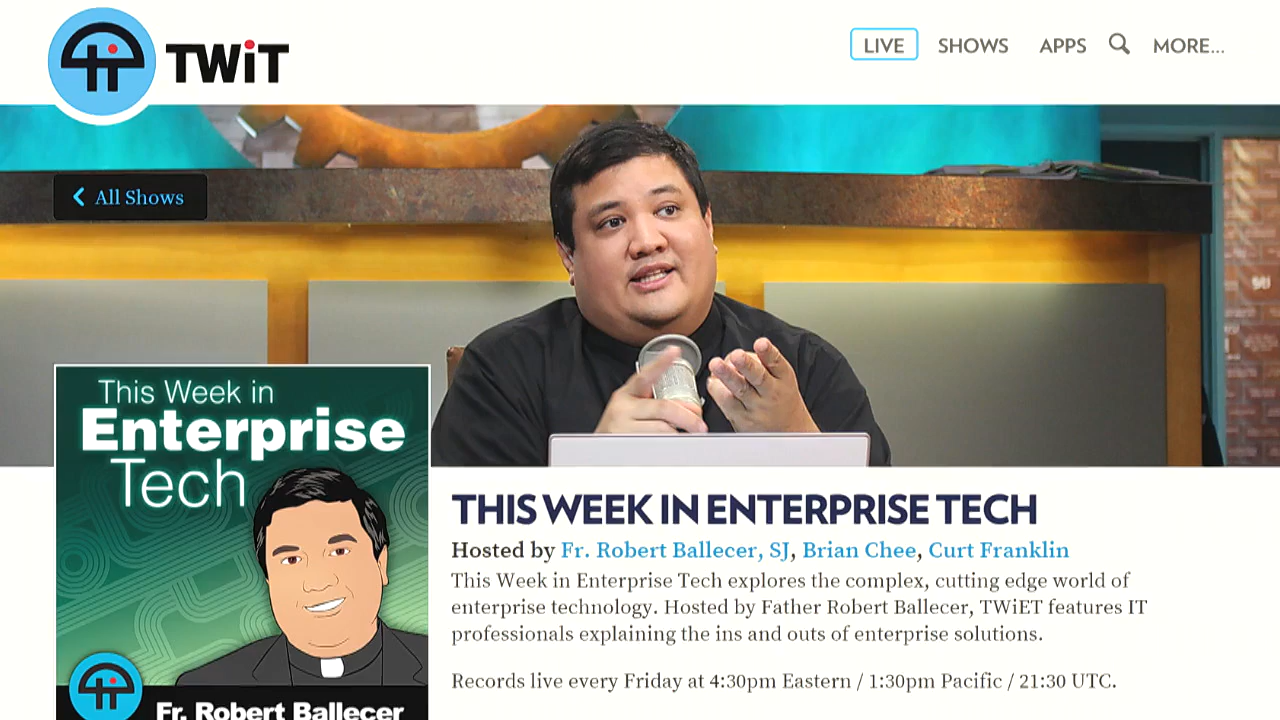 TWiT
LIVE
SHOWS
APPS
MORE...
All Shows
This Week in
Enterprise
Tech
Fr. Robert Ballecer
THIS WEEK IN ENTERPRISE TECH
Hosted by Fr. Robert Ballecer, SJ, Brian Chee, Curt Franklin
This Week in Enterprise Tech explores the complex, cutting edge world of
enterprise technology. Hosted by Father Robert Ballecer, TWiET features IT
professionals explaining the ins and outs of enterprise solutions.
Records live every Friday at 4:30pm Eastern / 1:30pm Pacific / 21:30 UTC.